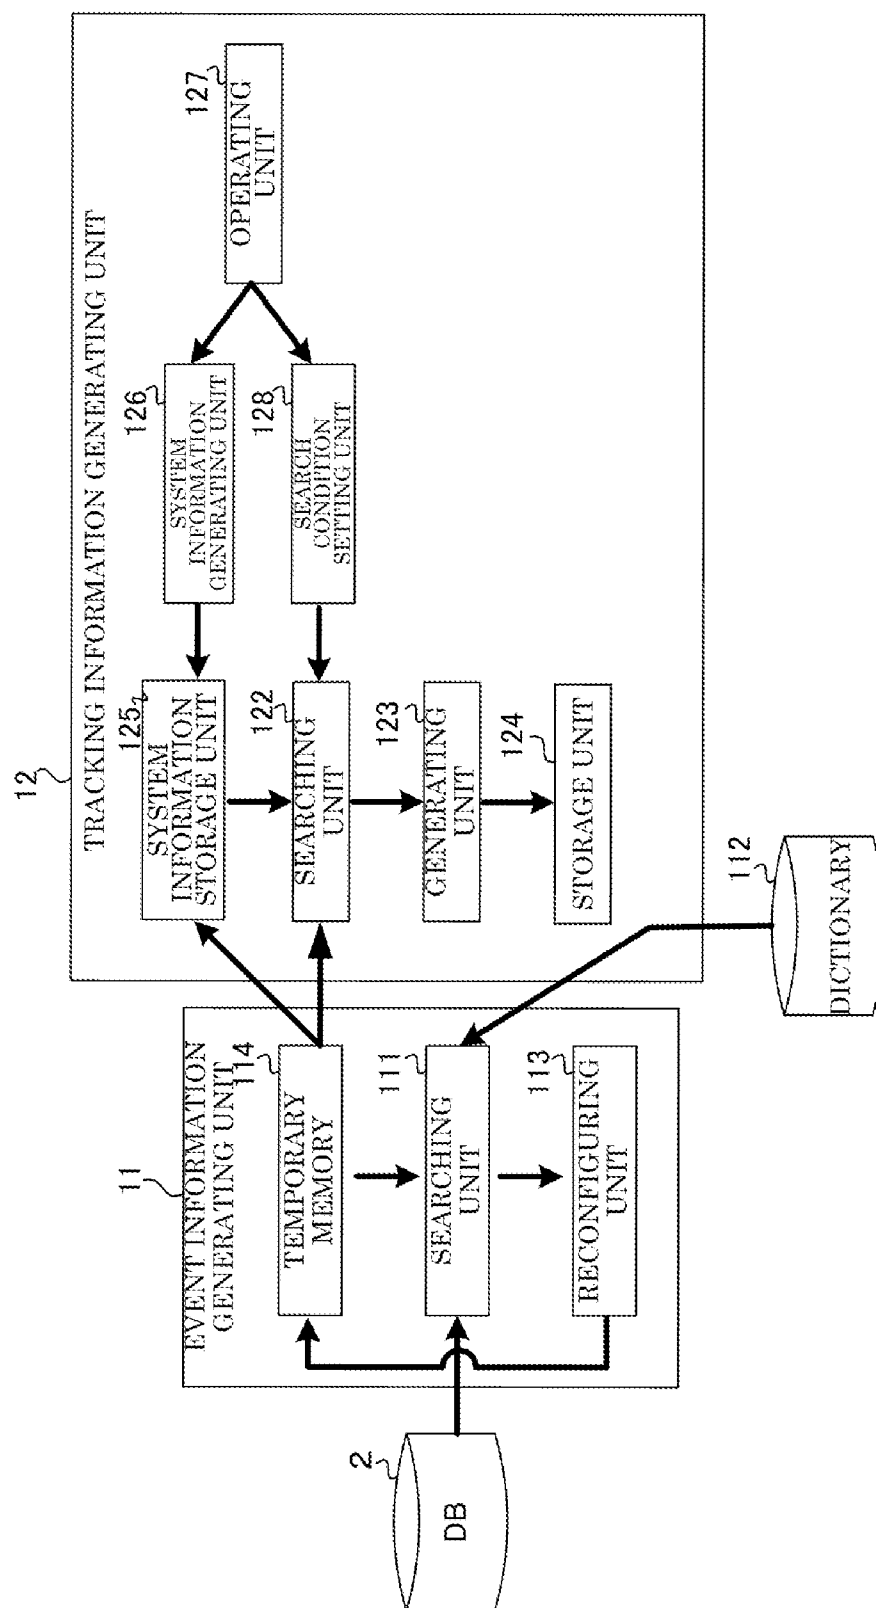 12
TRACKING INFORMATION GENERATING UNIT
125
SYSTEM
INFORMATION
STORAGE UNIT
126
SYSTEM
INFORMATION
GENERATING UNIT
127
OPERATING
UNIT
122
SEARCHING
UNIT
128
SEARCH
CONDITION
SETTING UNIT
123
GENERATING
UNIT
124
STORAGE UNIT
11
EVENT INFORMATION
GENERATING UNIT
114
TEMPORARY
MEMORY
111
SEARCHING
UNIT
113
RECONFIGURING
UNIT
2
DB
112
DICTIONARY